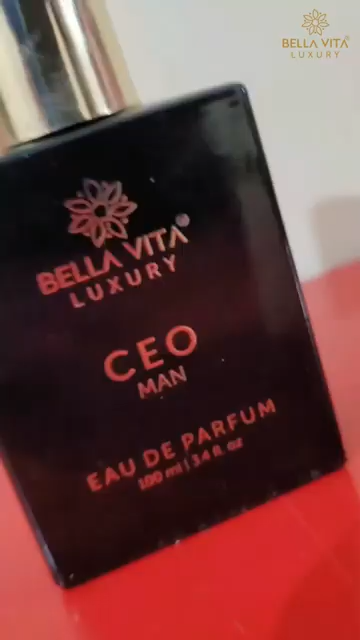 BELLA VITA
LUXURY
BELLA VITA®
LUXURY
CEO
MAN
EAU DE PARFUM
100 ml | 3.4 fl. oz